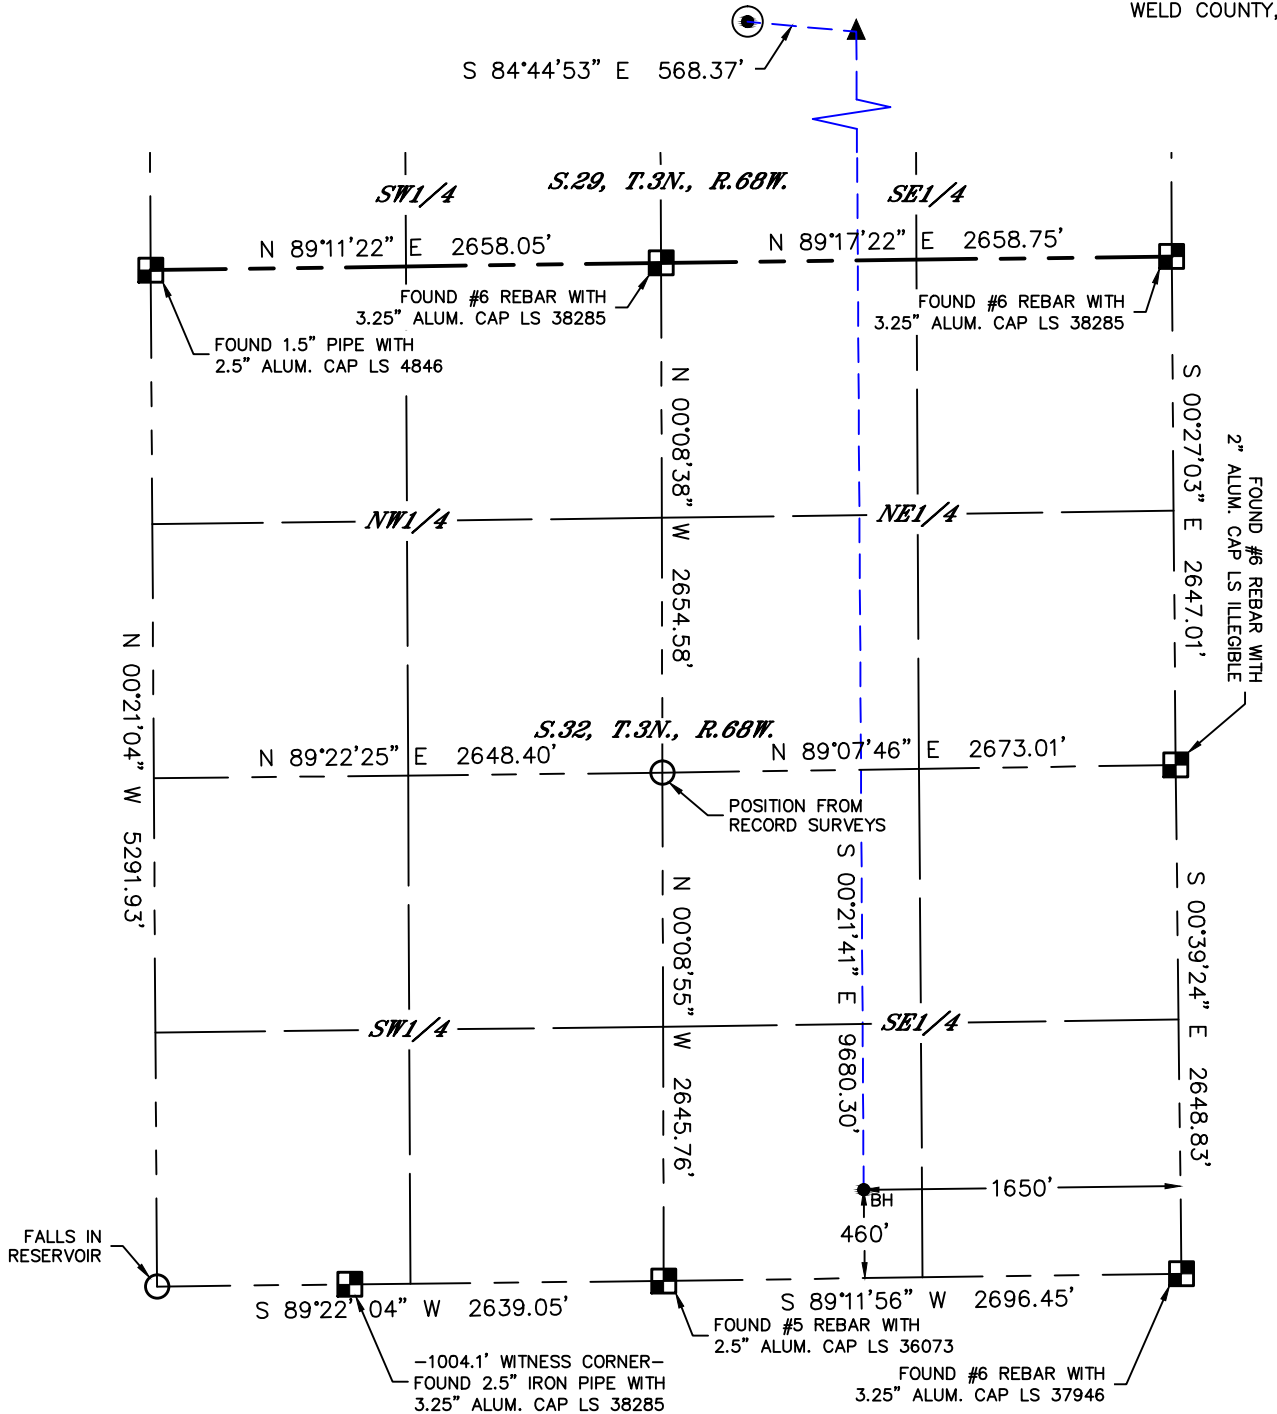 WELD COUNTY,
S 84°44'53" E 568.37'
S.29, T.3N., R.68W.
SW1/4
SE1/4
N 89°11'22" E 2658.05'
N 89°17'22" E 2658.75'
FOUND #6 REBAR WITH
3.25" ALUM. CAP LS 38285
FOUND #6 REBAR WITH
3.25" ALUM. CAP LS 38285
FOUND 1.5" PIPE WITH
2.5" ALUM. CAP LS 4846
N 00°08'38" W 2654.58'
S 00°27'03" E 2647.01'
FOUND #6 REBAR WITH
2" ALUM. CAP LS ILLEGIBLE
NW1/4
NE1/4
N 00°21'04" W 5291.93'
S.32, T.3N., R.68W.
N 89°22'25" E 2648.40'
N 89°07'46" E 2673.01'
POSITION FROM
RECORD SURVEYS
S 00°21'41" E 9680.30'
N 00°08'55" W 2645.76'
S 00°39'24" E 2648.83'
SW1/4
SE1/4
BH
1650'
460'
FALLS IN
RESERVOIR
S 89°22'04" W 2639.05'
S 89°11'56" W 2696.45'
FOUND #5 REBAR WITH
2.5" ALUM. CAP LS 36073
-1004.1' WITNESS CORNER-
FOUND 2.5" IRON PIPE WITH
3.25" ALUM. CAP LS 38285
FOUND #6 REBAR WITH
3.25" ALUM. CAP LS 37946